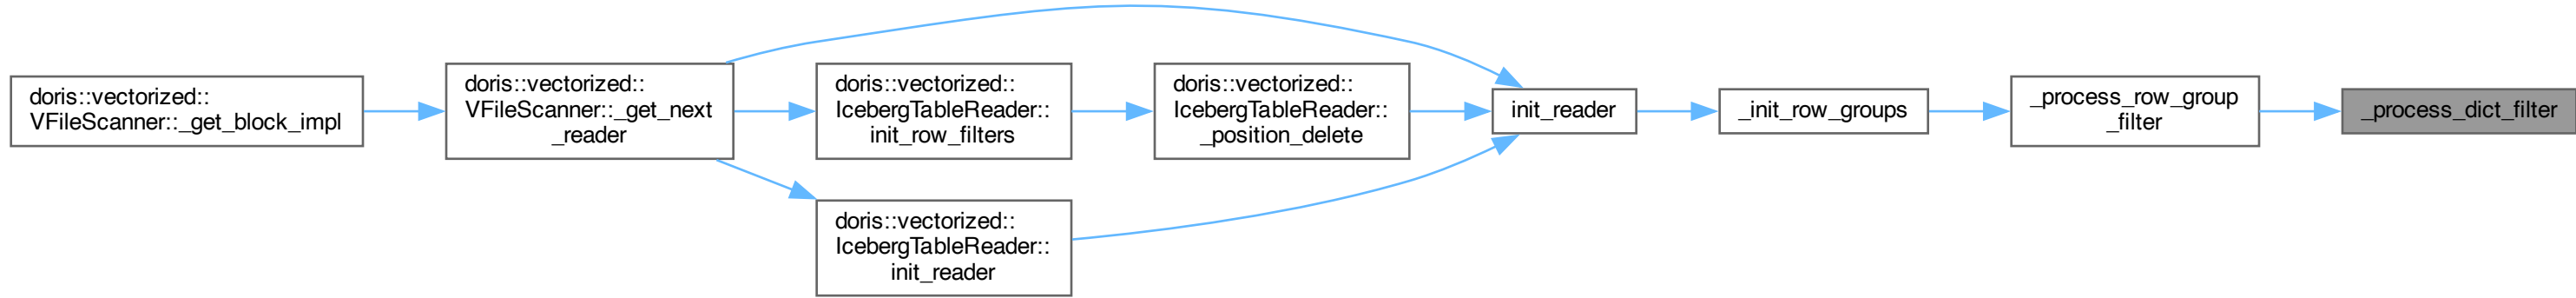 doris::vectorized::
VFileScanner::_get_block_impl
doris::vectorized::
VFileScanner::_get_next
_reader
doris::vectorized::
IcebergTableReader::
init_row_filters
doris::vectorized::
IcebergTableReader::
_position_delete
init_reader
_init_row_groups
_process_row_group
_filter
_process_dict_filter
doris::vectorized::
IcebergTableReader::
init_reader